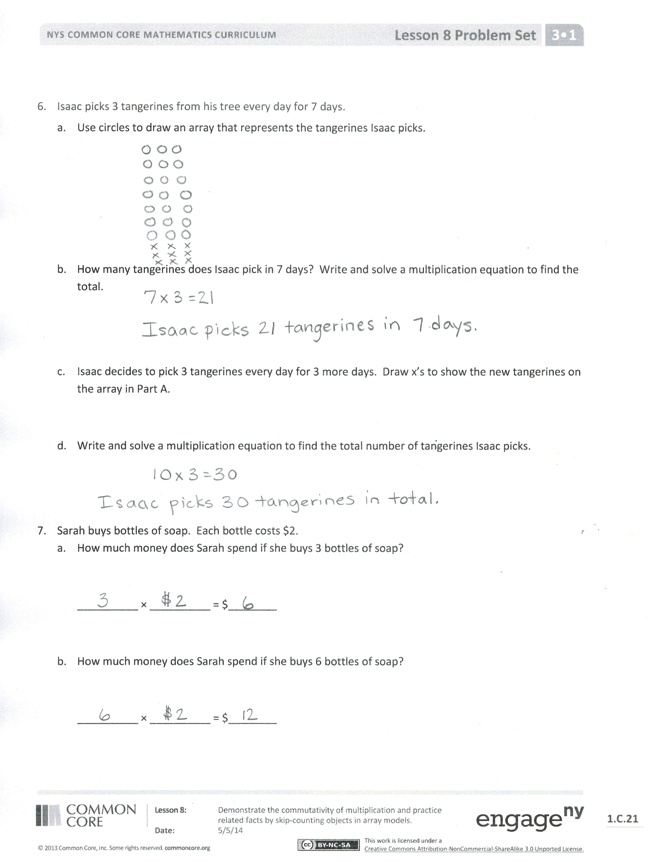 NYS COMMON CORE MATHEMATICS CURRICULUM Lesson 8 Problem Set 3•1
6. Isaac picks 3 tangerines from his tree every day for 7 days.
a. Use circles to draw an array that represents the tangerines Isaac picks.
x x x
x x x
x x x
b. How many tangerines does Isaac pick in 7 days? Write and solve a multiplication equation to find the
total.
7 x 3 = 21
Isaac picks 21 tangerines in 7 days.
c. Isaac decides to pick 3 tangerines every day for 3 more days. Draw x's to show the new tangerines on
the array in Part A.
d. Write and solve a multiplication equation to find the total number of tangerines Isaac picks.
10 x 3 = 30
Isaac picks 30 tangerines in total.
7. Sarah buys bottles of soap. Each bottle costs $2.
a. How much money does Sarah spend if she buys 3 bottles of soap?
3 × $2 = $ 6
b. How much money does Sarah spend if she buys 6 bottles of soap?
6 × $2 = $ 12
COMMON CORE
Lesson 8: Demonstrate the commutativity of multiplication and practice
related facts by skip-counting objects in array models.
Date: 5/5/14
engageny
1.C.21
© 2013 Common Core, Inc. Some rights reserved. commoncore.org
(cc) BY-NC-SA
This work is licensed under a
Creative Commons Attribution-NonCommercial-ShareAlike 3.0 Unported License.